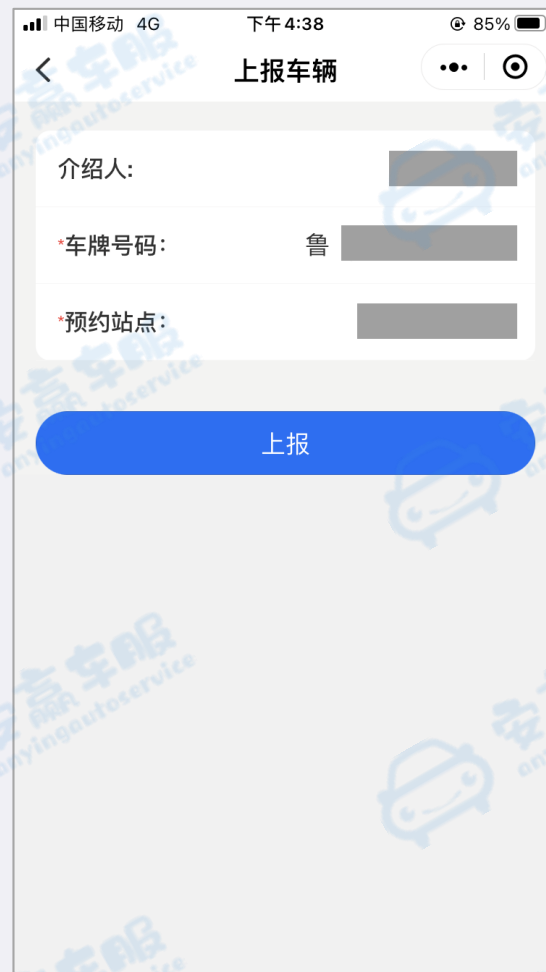 中国移动 4G 下午4:38 85%
上报车辆
介绍人:
*车牌号码: 鲁
*预约站点:
上报
安赢车服
anyingautoservice